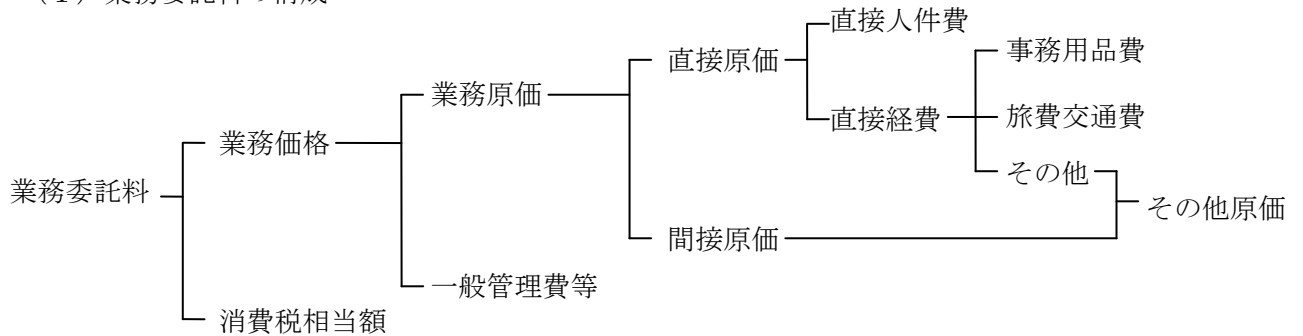 直接人件費
事務用品費
直接原価
業務原価
直接経費
旅費交通費
業務価格
その他
業務委託料
その他原価
間接原価
一般管理費等
消費税相当額